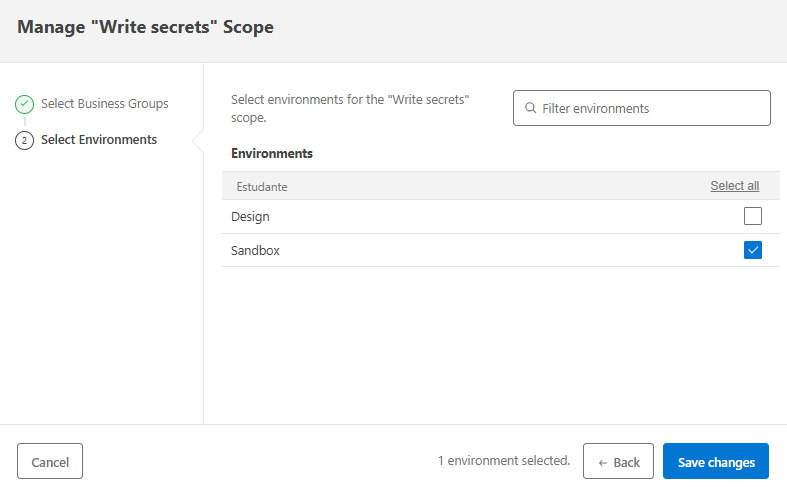 Manage "Write secrets" Scope
Select Business Groups
2 Select Environments
Select environments for the "Write secrets"
scope.
Filter environments
Environments
Estudante Select all
Design
Sandbox
Cancel
1 environment selected.
← Back
Save changes